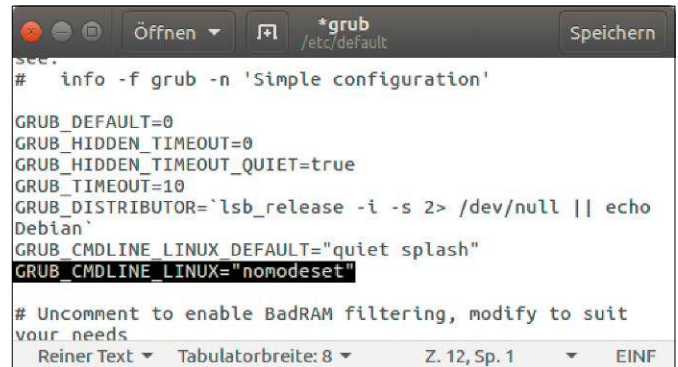 Öffnen
*grub
/etc/default
Speichern
see:
#   info -f grub -n 'Simple configuration'
GRUB_DEFAULT=0
GRUB_HIDDEN_TIMEOUT=0
GRUB_HIDDEN_TIMEOUT_QUIET=true
GRUB_TIMEOUT=10
GRUB_DISTRIBUTOR=`lsb_release -i -s 2> /dev/null || echo
Debian`
GRUB_CMDLINE_LINUX_DEFAULT="quiet splash"
GRUB_CMDLINE_LINUX="nomodeset"
# Uncomment to enable BadRAM filtering, modify to suit
your needs
Reiner Text Tabulatorbreite: 8 Z. 12, Sp. 1 EINF